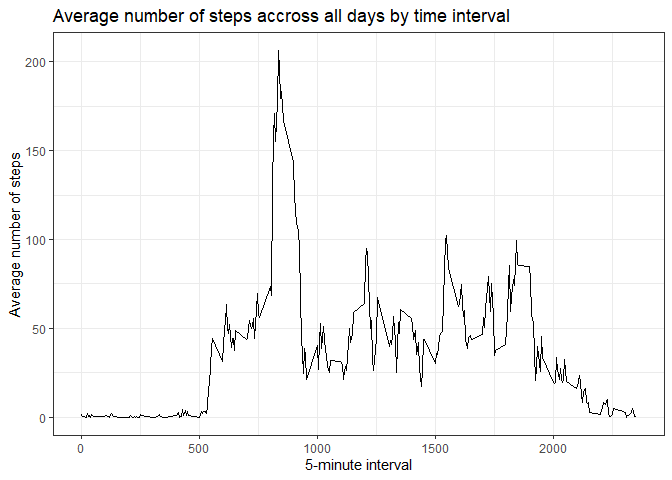 Average number of steps accross all days by time interval
Average number of steps
200
150
100
50
0
0 500 1000 1500 2000
5-minute interval